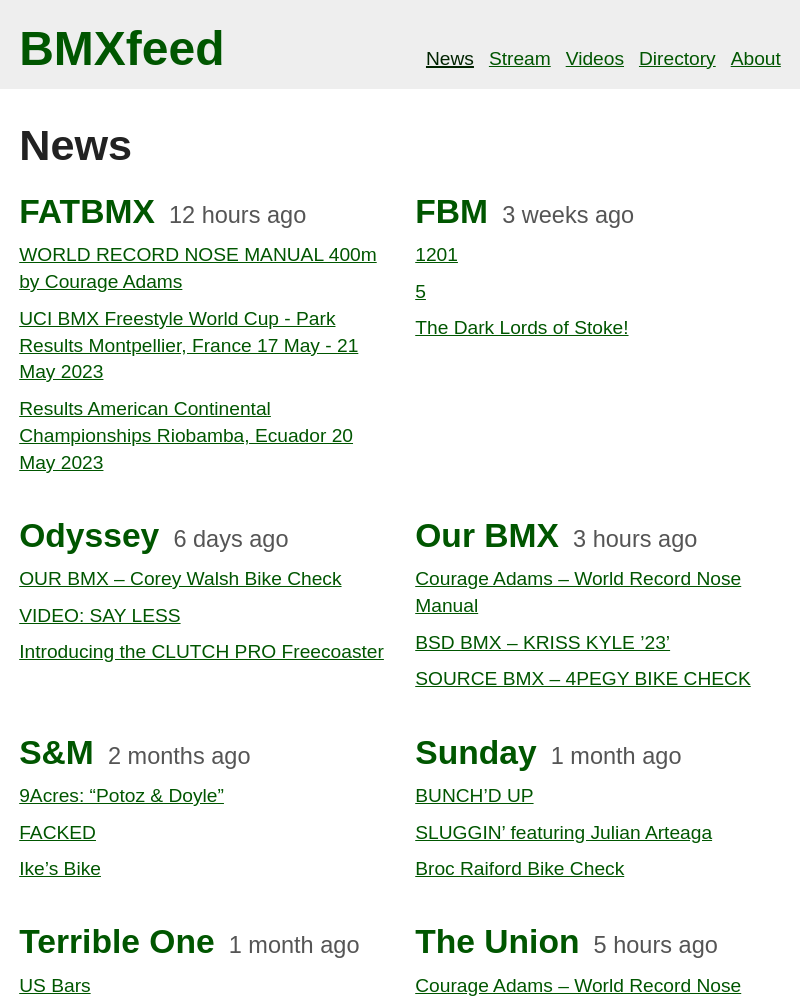 BMXfeed
News Stream Videos Directory About
News
FATBMX 12 hours ago
WORLD RECORD NOSE MANUAL 400m
by Courage Adams
UCI BMX Freestyle World Cup - Park
Results Montpellier, France 17 May - 21
May 2023
Results American Continental
Championships Riobamba, Ecuador 20
May 2023
FBM 3 weeks ago
1201
5
The Dark Lords of Stoke!
Odyssey 6 days ago
OUR BMX – Corey Walsh Bike Check
VIDEO: SAY LESS
Introducing the CLUTCH PRO Freecoaster
Our BMX 3 hours ago
Courage Adams – World Record Nose
Manual
BSD BMX – KRISS KYLE ’23’
SOURCE BMX – 4PEGY BIKE CHECK
S&M 2 months ago
9Acres: “Potoz & Doyle”
FACKED
Ike’s Bike
Sunday 1 month ago
BUNCH’D UP
SLUGGIN’ featuring Julian Arteaga
Broc Raiford Bike Check
Terrible One 1 month ago
US Bars
The Union 5 hours ago
Courage Adams – World Record Nose